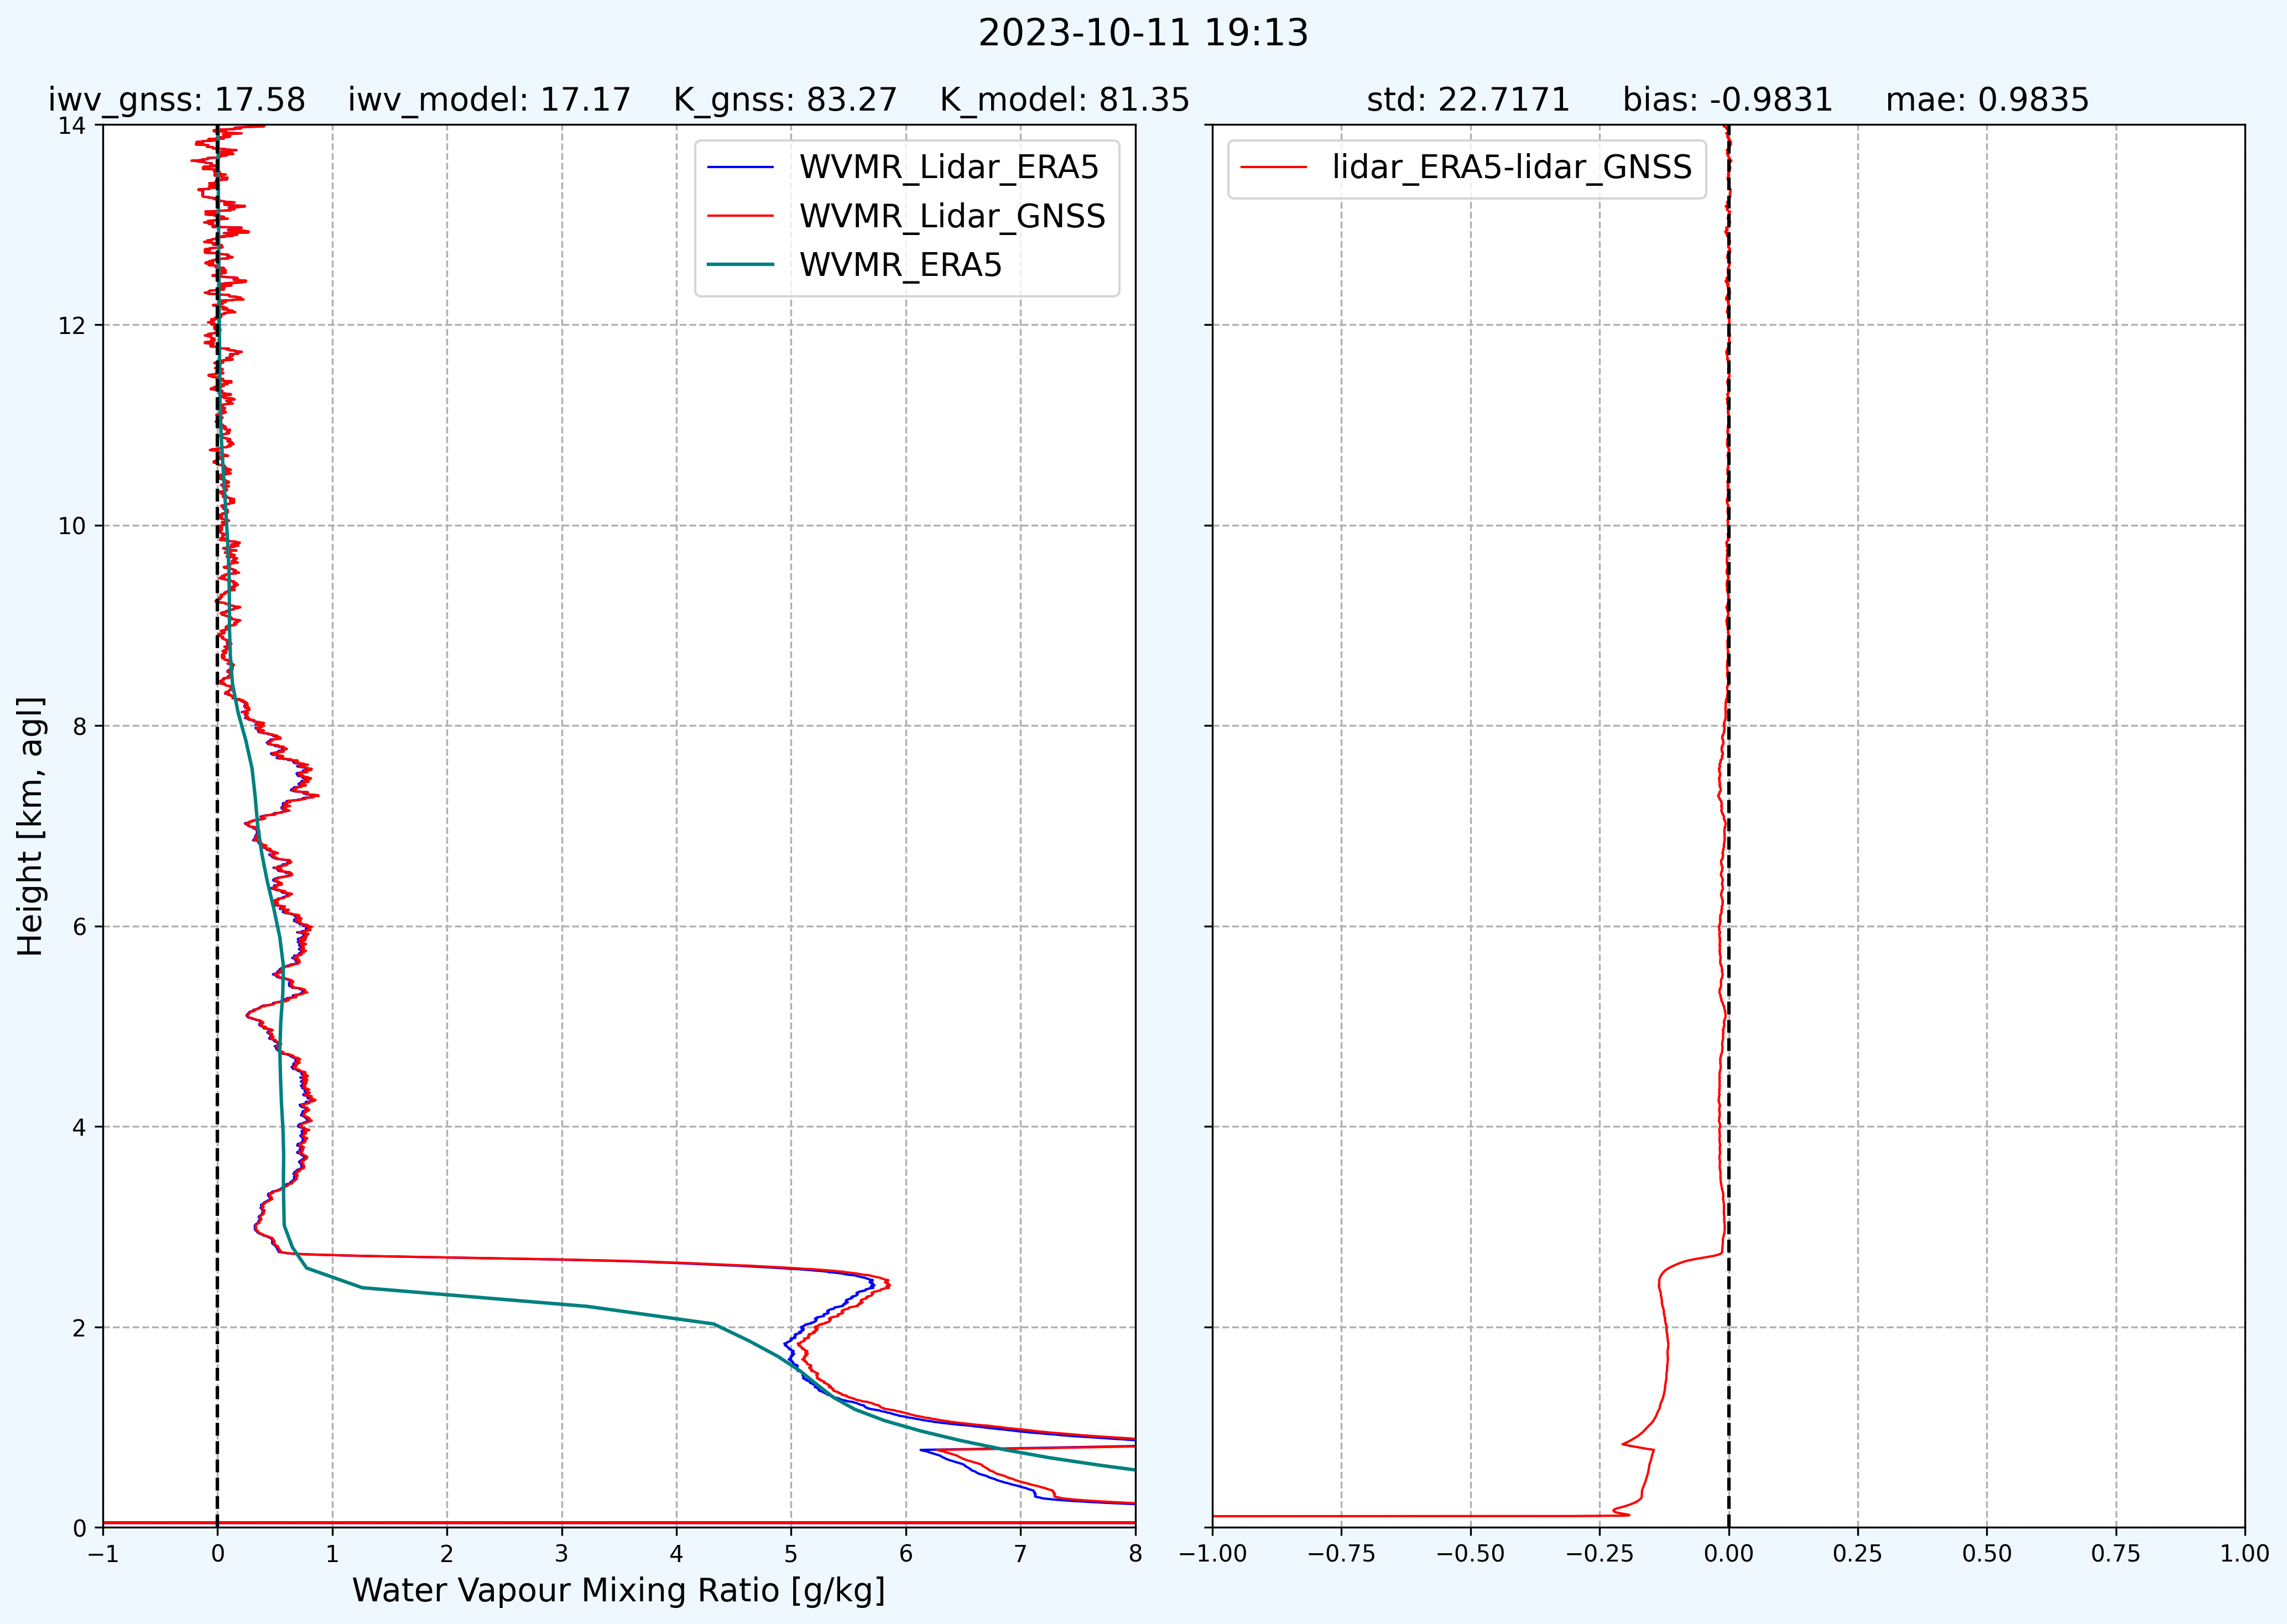 2023-10-11 19:13
iwv_gnss: 17.58 iwv_model: 17.17 K_gnss: 83.27 K_model: 81.35
std: 22.7171 bias: -0.9831 mae: 0.9835
WVMR_Lidar_ERA5
WVMR_Lidar_GNSS
WVMR_ERA5
lidar_ERA5-lidar_GNSS
Height [km, agl]
14
12
10
8
6
4
2
0
−1 0 1 2 3 4 5 6 7 8
Water Vapour Mixing Ratio [g/kg]
−1.00 −0.75 −0.50 −0.25 0.00 0.25 0.50 0.75 1.00